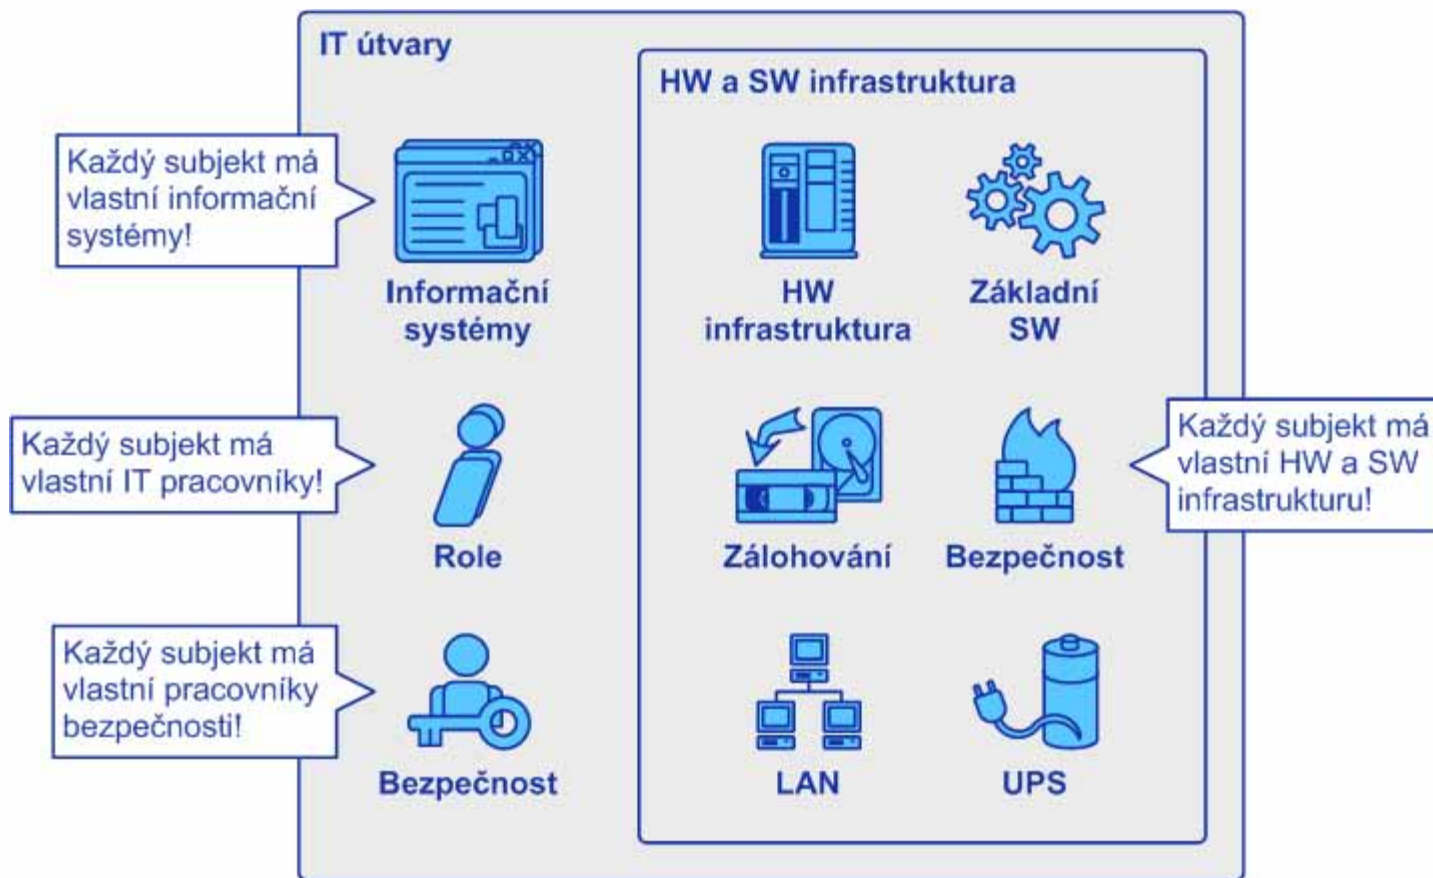 IT útvary
HW a SW infrastruktura
Každý subjekt má
vlastní informační
systémy!
Informační
systémy
HW
infrastruktura
Základní
SW
Každý subjekt má
vlastní IT pracovníky!
Role
Zálohování
Bezpečnost
Každý subjekt má
vlastní HW a SW
infrastrukturu!
Každý subjekt má
vlastní pracovníky
bezpečnosti!
Bezpečnost
LAN
UPS